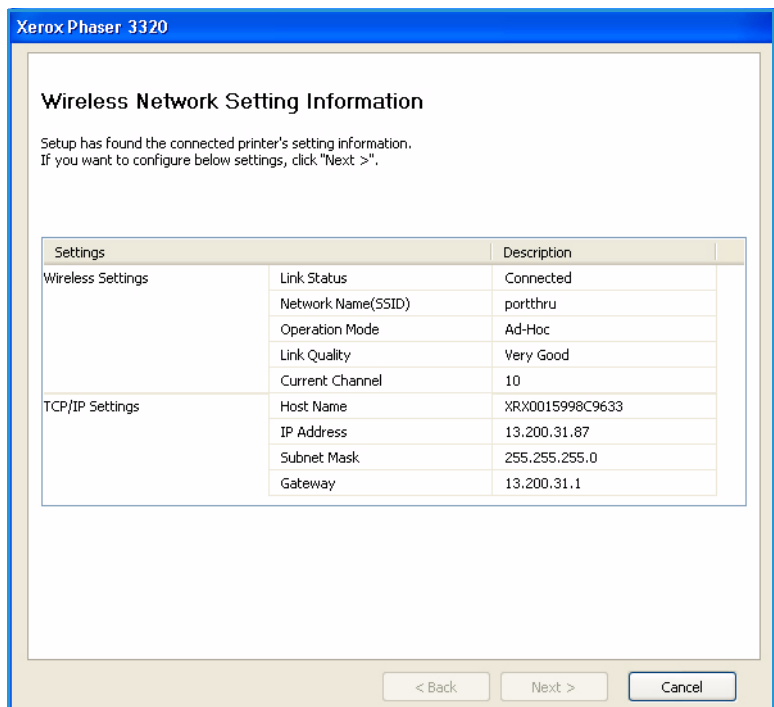 Xerox Phaser 3320
Wireless Network Setting Information
Setup has found the connected printer's setting information.
If you want to configure below settings, click "Next >".
Settings Description
Wireless Settings Link Status Connected
Network Name(SSID) portthru
Operation Mode Ad-Hoc
Link Quality Very Good
Current Channel 10
TCP/IP Settings Host Name XRX0015998C9633
IP Address 13.200.31.87
Subnet Mask 255.255.255.0
Gateway 13.200.31.1
< Back Next > Cancel